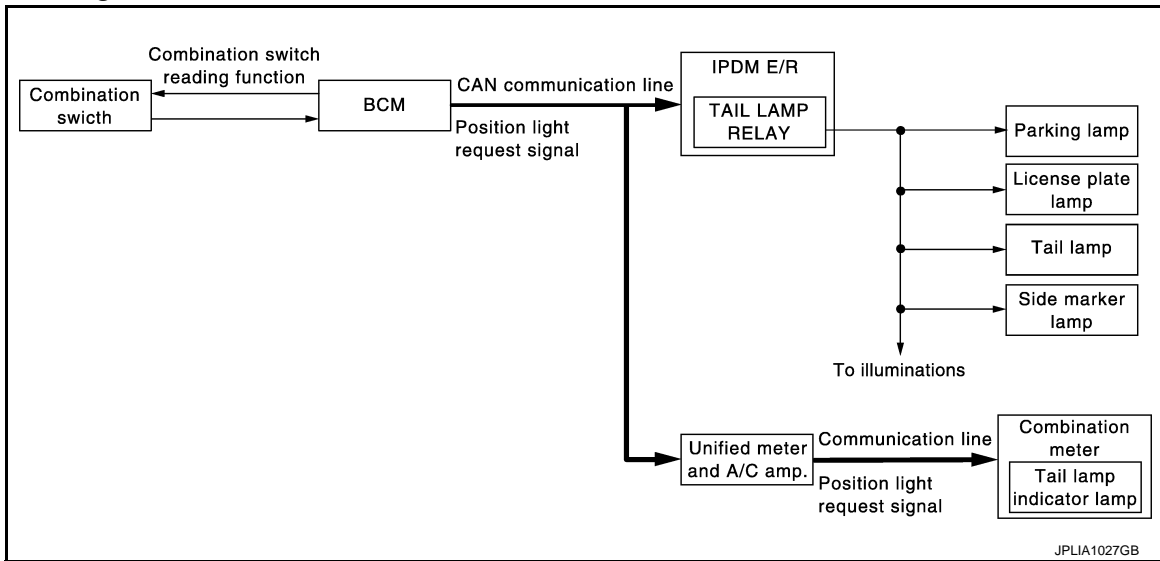 Combination switch
reading function
Combination
swicth
BCM
CAN communication line
Position light
request signal
IPDM E/R
TAIL LAMP
RELAY
Parking lamp
License plate
lamp
Tail lamp
Side marker
lamp
To illuminations
Unified meter
and A/C amp.
Communication line
Position light
request signal
Combination
meter
Tail lamp
indicator lamp
JPLIA1027GB